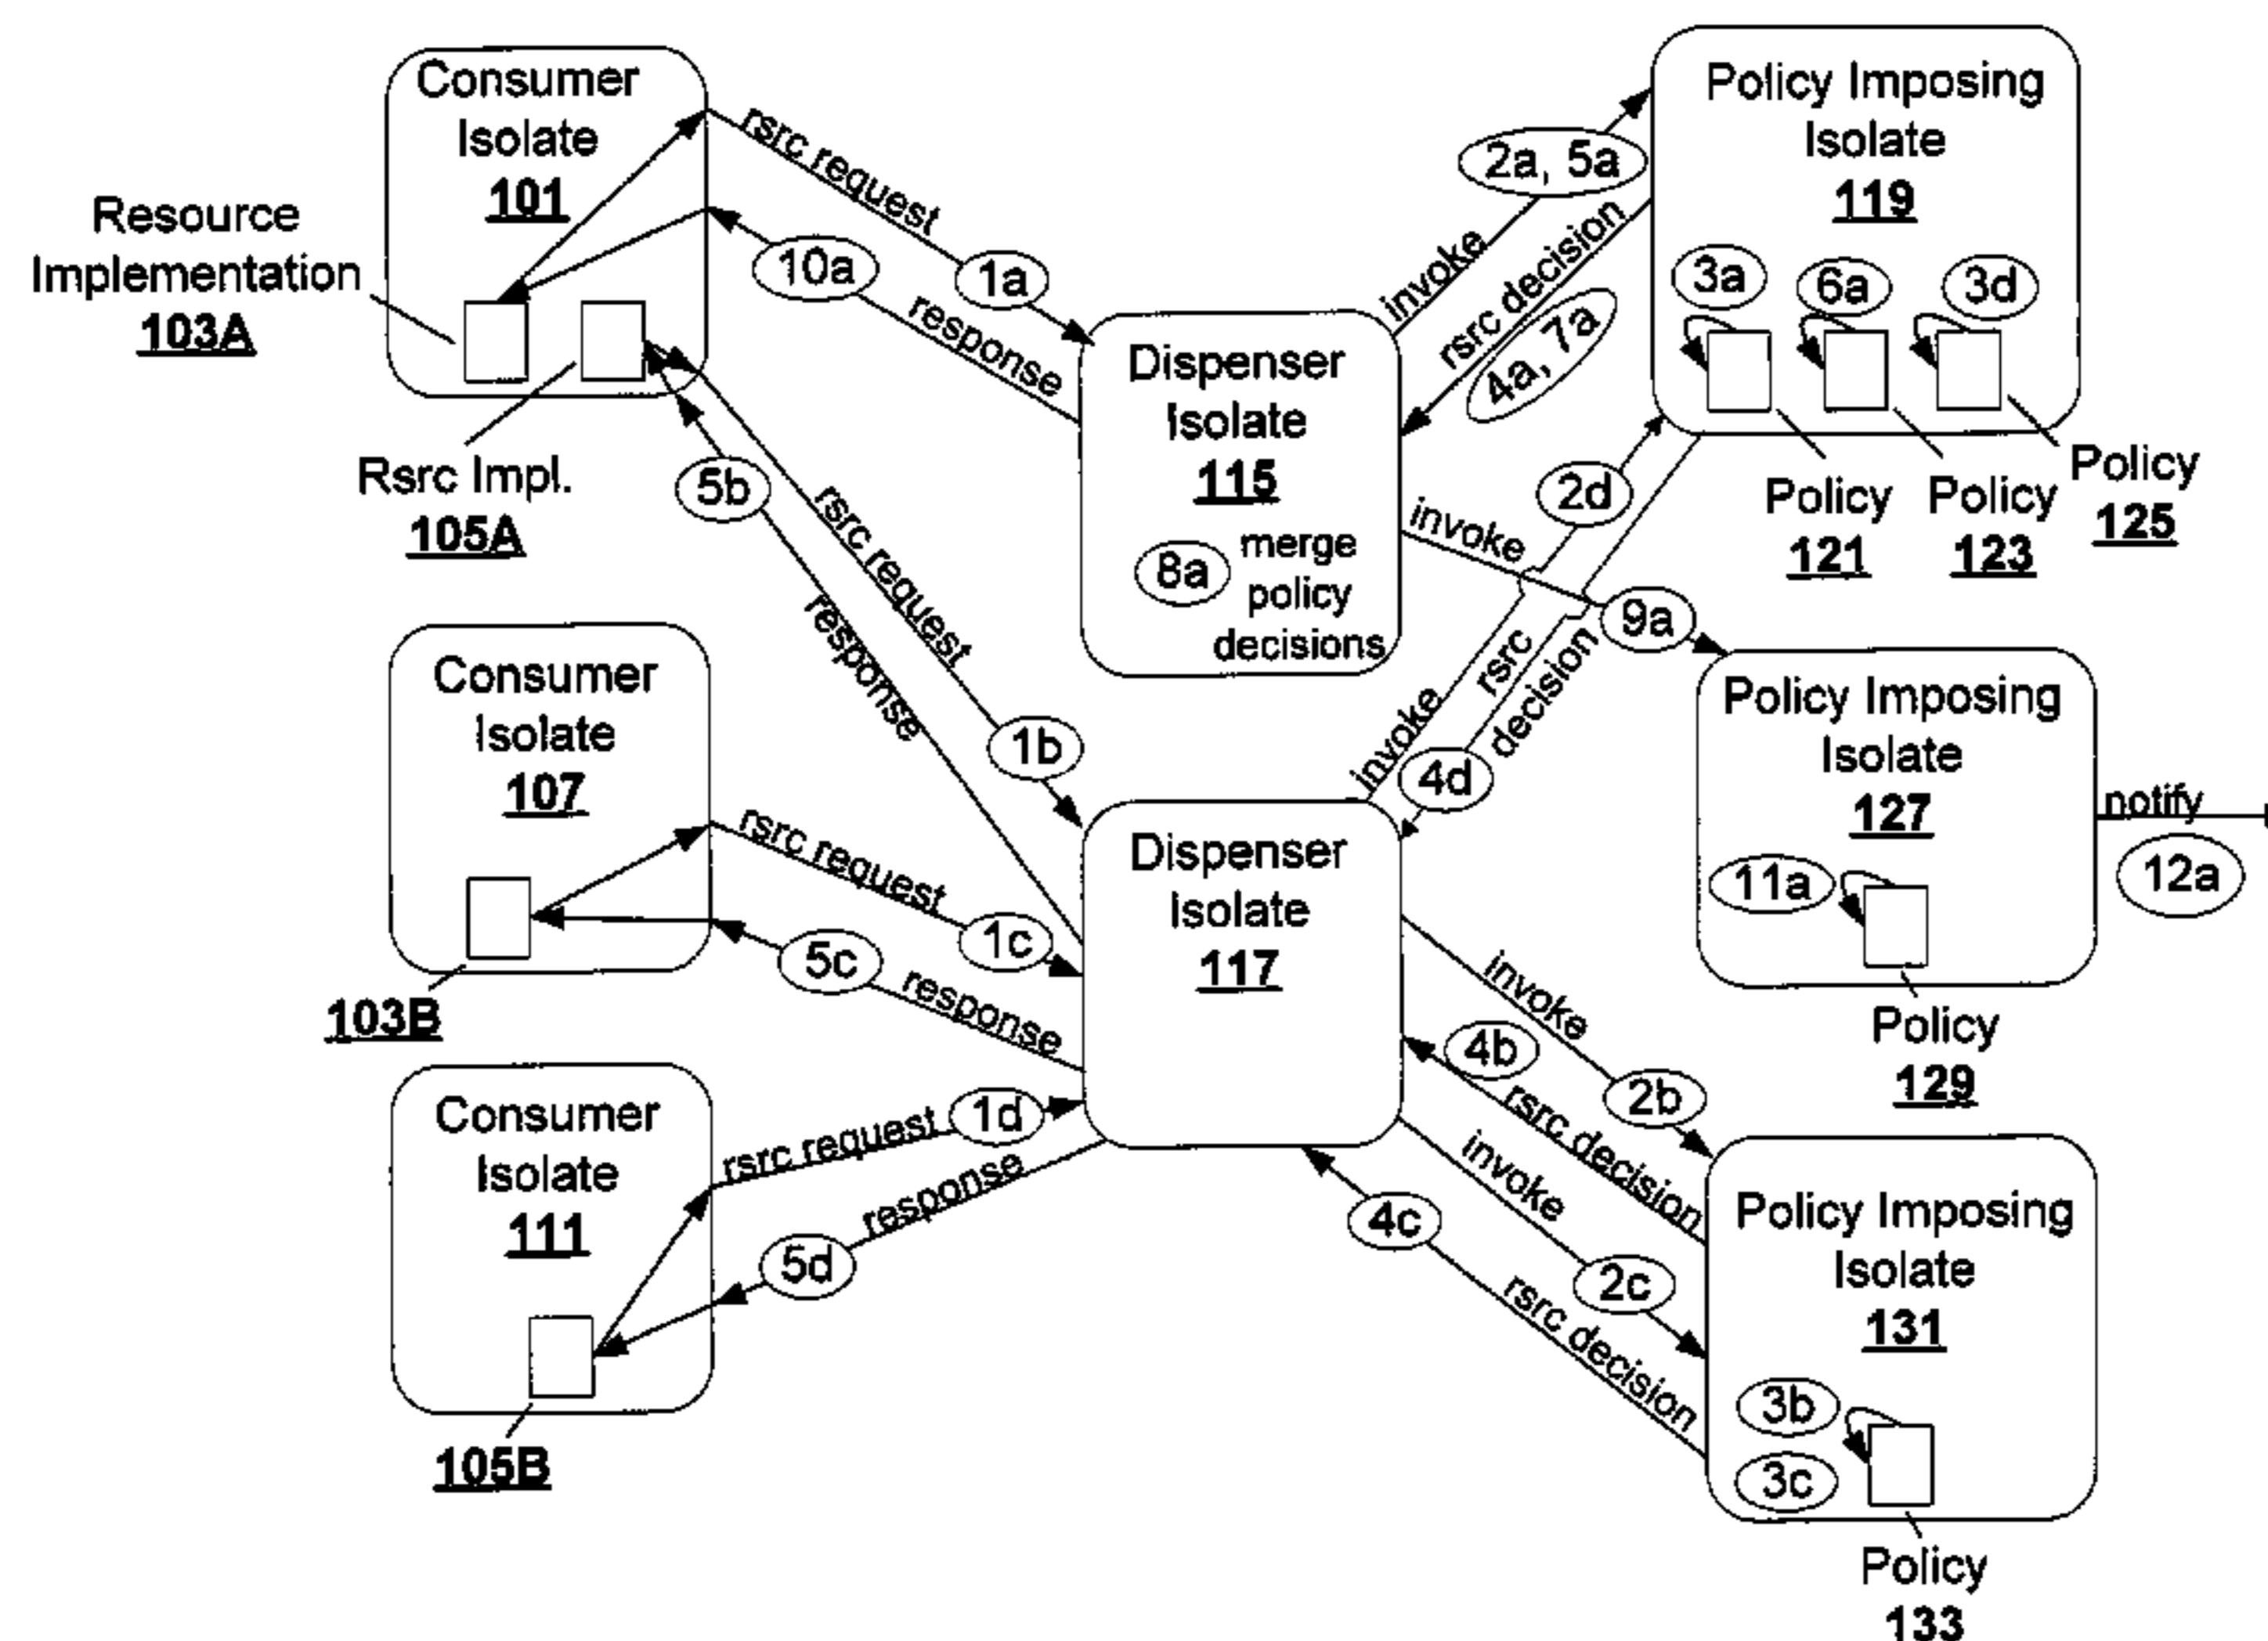 Consumer
Isolate
101
Resource
Implementation
103A
Rsrc Impl.
105A
rsrc request
1a
10a
response
5b
rsrc request
response
1b
Dispenser
Isolate
115
8a
merge
policy
decisions
invoke
2a, 5a
rsrc decision
4a, 7a
Policy Imposing
Isolate
119
3a
6a
3d
Policy
121
Policy
123
Policy
125
2d
invoke
9a
invoke
rsrc
decision
4d
Consumer
Isolate
107
103B
rsrc request
1c
5c
response
Dispenser
Isolate
117
Policy Imposing
Isolate
127
11a
Policy
129
notify
12a
Consumer
Isolate
111
105B
rsrc request
1d
response
5d
invoke
2b
4b
rsrc decision
invoke
2c
4c
rsrc decision
Policy Imposing
Isolate
131
3b
3c
Policy
133